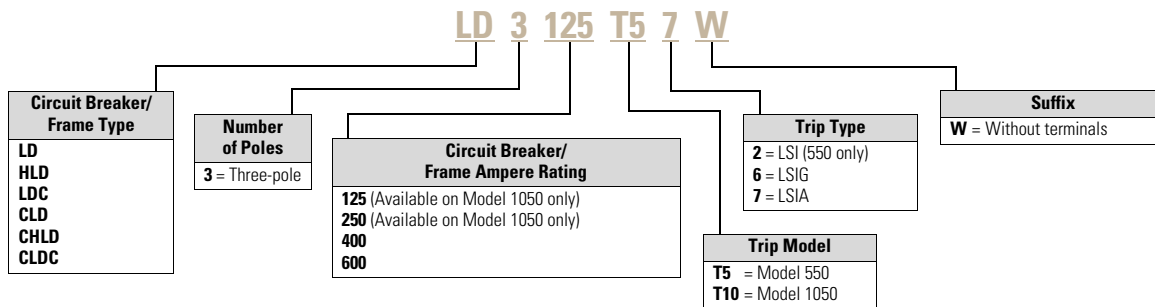 LD 3 125 T5 7 W
Circuit Breaker/
Frame Type
LD
HLD
LDC
CLD
CHLD
CLDC
Number
of Poles
3 = Three-pole
Circuit Breaker/
Frame Ampere Rating
125 (Available on Model 1050 only)
250 (Available on Model 1050 only)
400
600
Trip Model
T5 = Model 550
T10 = Model 1050
Trip Type
2 = LSI (550 only)
6 = LSIG
7 = LSIA
Suffix
W = Without terminals